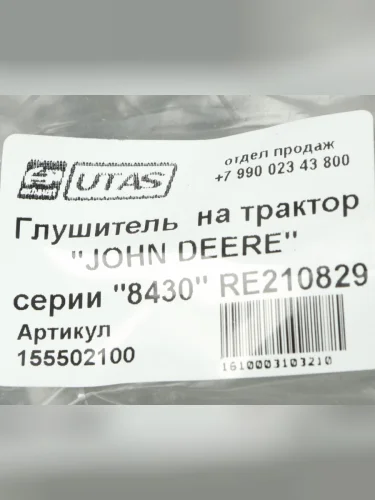 UTAS
отдел продаж
+7 990 023 43 800
Глушитель на трактор
"JOHN DEERE"
серии "8430" RE210829
Артикул
155502100
1610003103210